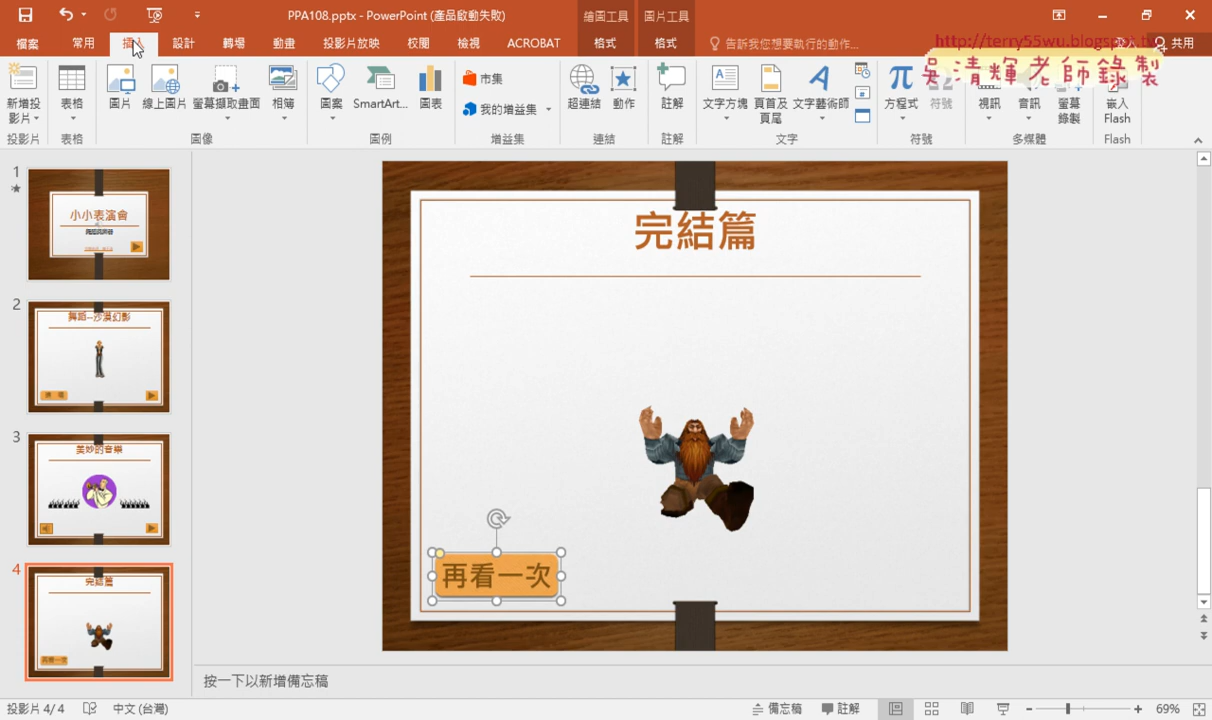 PPA108.pptx - PowerPoint (產品啟動失敗)
繪圖工具
圖片工具
檔案
常用
插入
設計
轉場
動畫
投影片放映
校閱
檢視
ACROBAT
格式
格式
告訴我您想要執行的動作...
共用
http://terry55wu.blogspot.tw
吳清輝老師錄製
新增投影片
表格
圖片
線上圖片
螢幕擷取畫面
相簿
圖案
SmartArt...
圖表
市集
我的增益集
超連結
動作
註解
文字方塊
頁首及頁尾
文字藝術師
方程式
符號
視訊
音訊
螢幕錄製
嵌入 Flash
投影片
表格
圖像
圖例
增益集
連結
註解
文字
符號
多媒體
Flash
1
小小表演會
2
舞蹈--沙漠幻影
3
美妙的音樂
4
完結篇
再看一次
完結篇
再看一次
按一下以新增備忘稿
投影片 4/4
中文 (台灣)
備忘稿
註解
69%